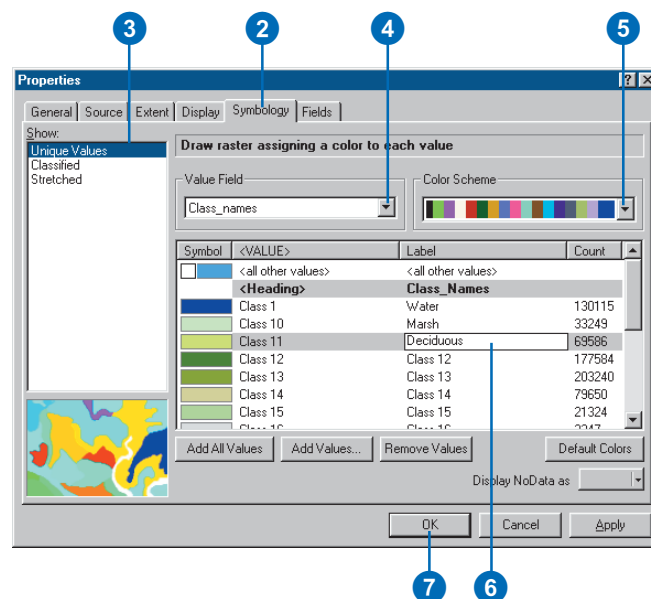 3 2 4 5
Properties
General Source Extent Display Symbology Fields
Show:
Unique Values
Classified
Stretched
Draw raster assigning a color to each value
Value Field
Class_names
Color Scheme
Symbol <VALUE> Label Count
<all other values> <all other values>
<Heading> Class_Names
Class 1 Water 130115
Class 10 Marsh 33249
Class 11 Deciduous 69586
Class 12 Class 12 177584
Class 13 Class 13 203240
Class 14 Class 14 79650
Class 15 Class 15 21324
Add All Values Add Values... Remove Values Default Colors
Display NoData as
OK Cancel Apply
7 6